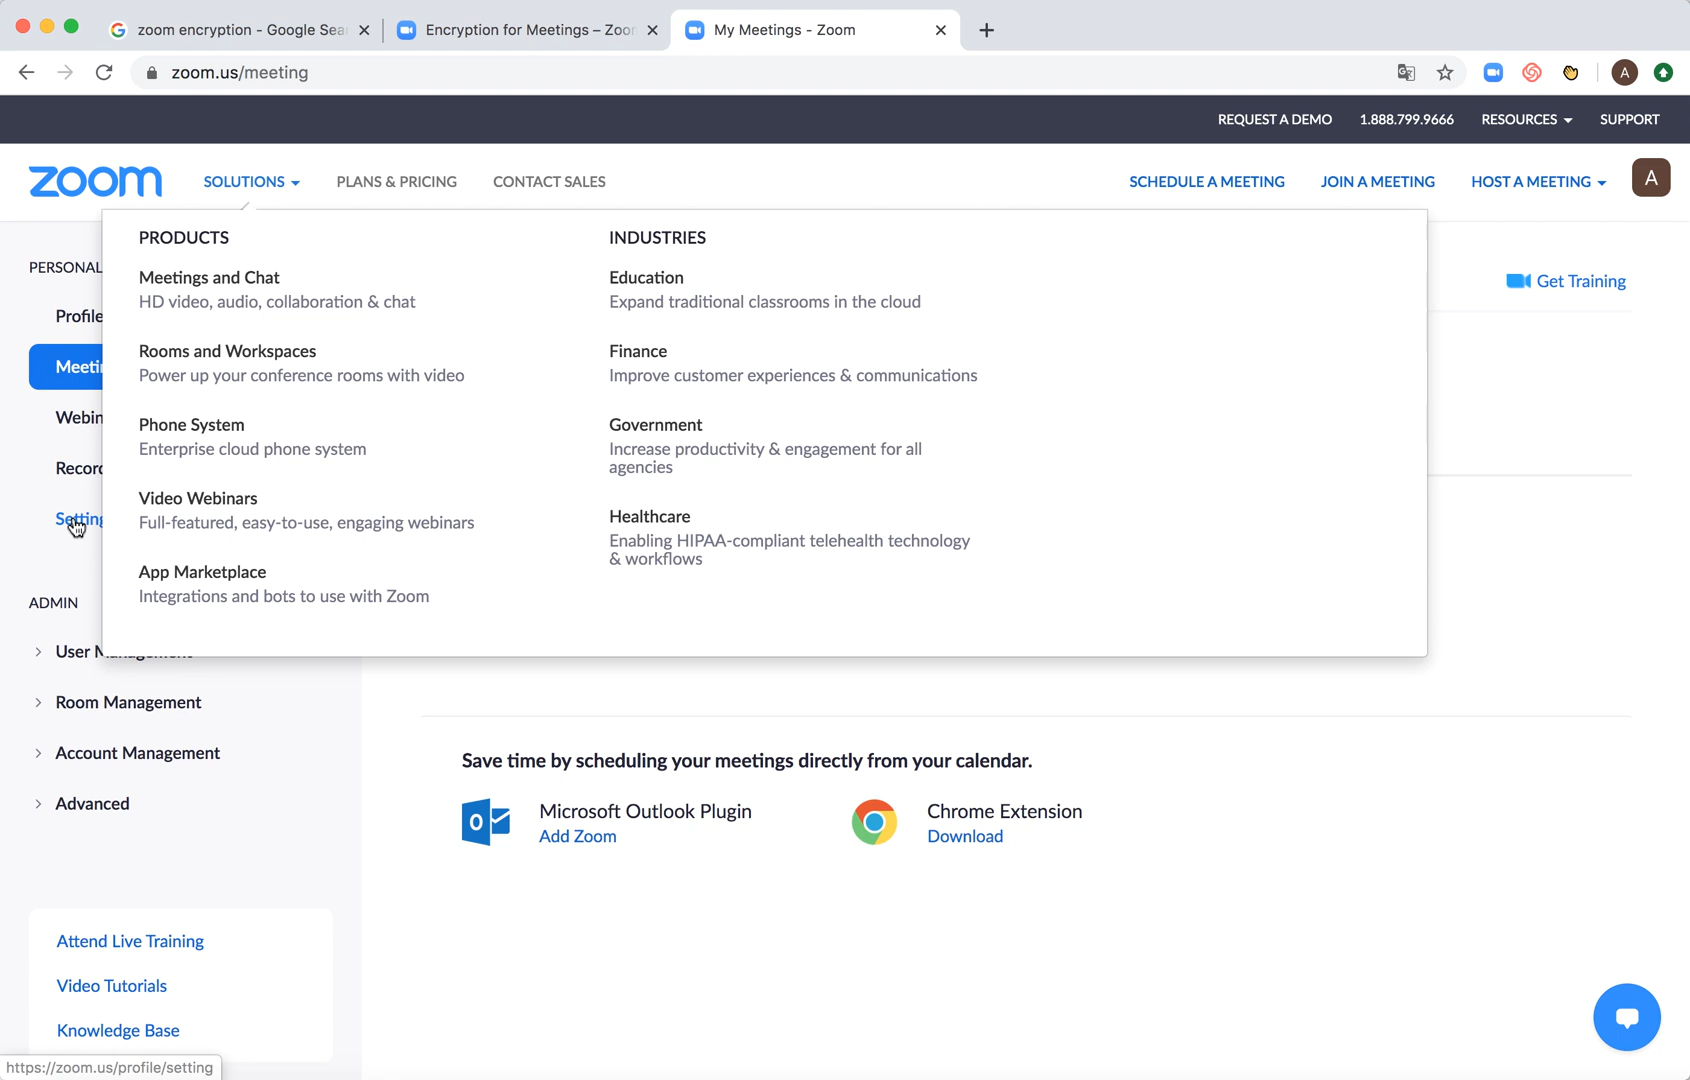 zoom encryption - Google Sea
Encryption for Meetings – Zoo
My Meetings - Zoom
zoom.us/meeting
A
REQUEST A DEMO
1.888.799.9666
RESOURCES
SUPPORT
zoom
SOLUTIONS
PLANS & PRICING
CONTACT SALES
SCHEDULE A MEETING
JOIN A MEETING
HOST A MEETING
A
PERSONAL
Profile
Meeti
Webin
Record
Setting
ADMIN
User Management
Room Management
Account Management
Advanced
Attend Live Training
Video Tutorials
Knowledge Base
PRODUCTS
Meetings and Chat
HD video, audio, collaboration & chat
Rooms and Workspaces
Power up your conference rooms with video
Phone System
Enterprise cloud phone system
Video Webinars
Full-featured, easy-to-use, engaging webinars
App Marketplace
Integrations and bots to use with Zoom
INDUSTRIES
Education
Expand traditional classrooms in the cloud
Finance
Improve customer experiences & communications
Government
Increase productivity & engagement for all
agencies
Healthcare
Enabling HIPAA-compliant telehealth technology
& workflows
Get Training
Save time by scheduling your meetings directly from your calendar.
Microsoft Outlook Plugin
Add Zoom
Chrome Extension
Download
https://zoom.us/profile/setting